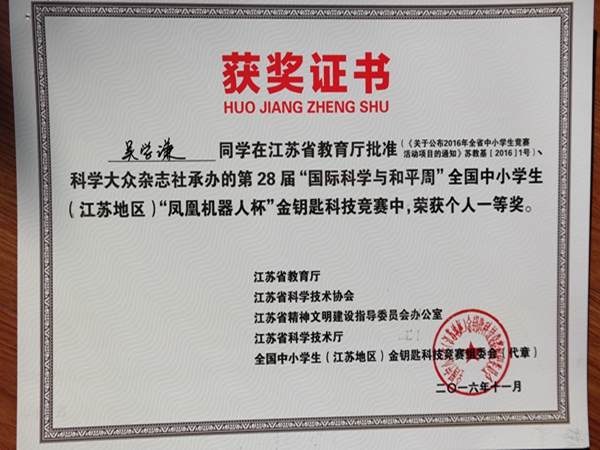 获奖证书
HUO JIANG ZHENG SHU
吴学谦 同学在江苏省教育厅批准(《关于公布2016年全省中小学生竞赛活动项目的通知》苏教基[2016]1号)、
科学大众杂志社承办的第28届“国际科学与和平周”全国中小学生
(江苏地区)“凤凰机器人杯”金钥匙科技竞赛中,荣获个人一等奖。
江苏省教育厅
江苏省科学技术协会
江苏省精神文明建设指导委员会办公室
江苏省科学技术厅
全国中小学生(江苏地区)金钥匙科技竞赛组委会(代章)
二〇一六年十一月